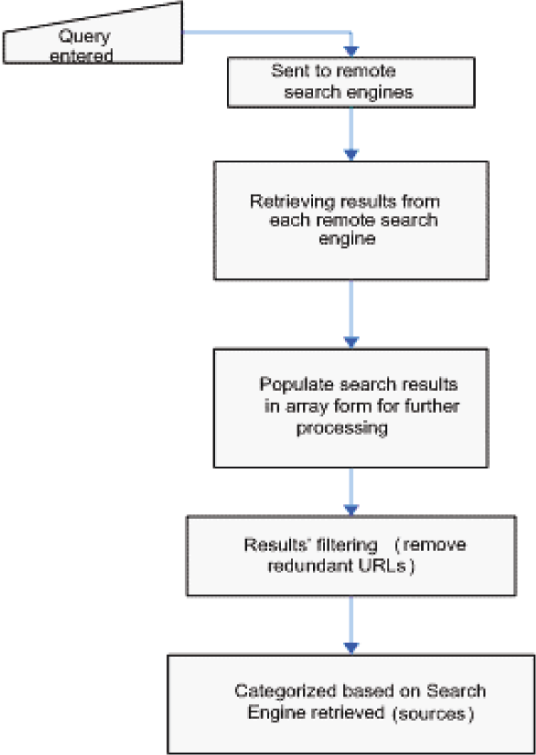 Query
entered
Sent to remote
search engines
Retrieving results from
each remote search
engine
Populate search results
in array form for further
processing
Results' filtering (remove
redundant URLs)
Categorized based on Search
Engine retrieved (sources)